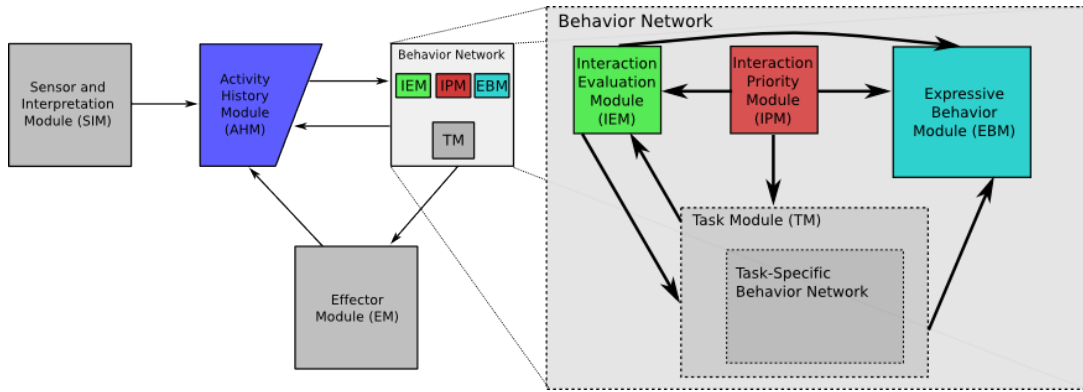 Sensor and
Interpretation
Module (SIM)
Activity
History
Module
(AHM)
Behavior Network
IEM
IPM
EBM
TM
Effector
Module (EM)
Behavior Network
Interaction
Evaluation
Module
(IEM)
Interaction
Priority
Module
(IPM)
Expressive
Behavior
Module (EBM)
Task Module (TM)
Task-Specific
Behavior Network